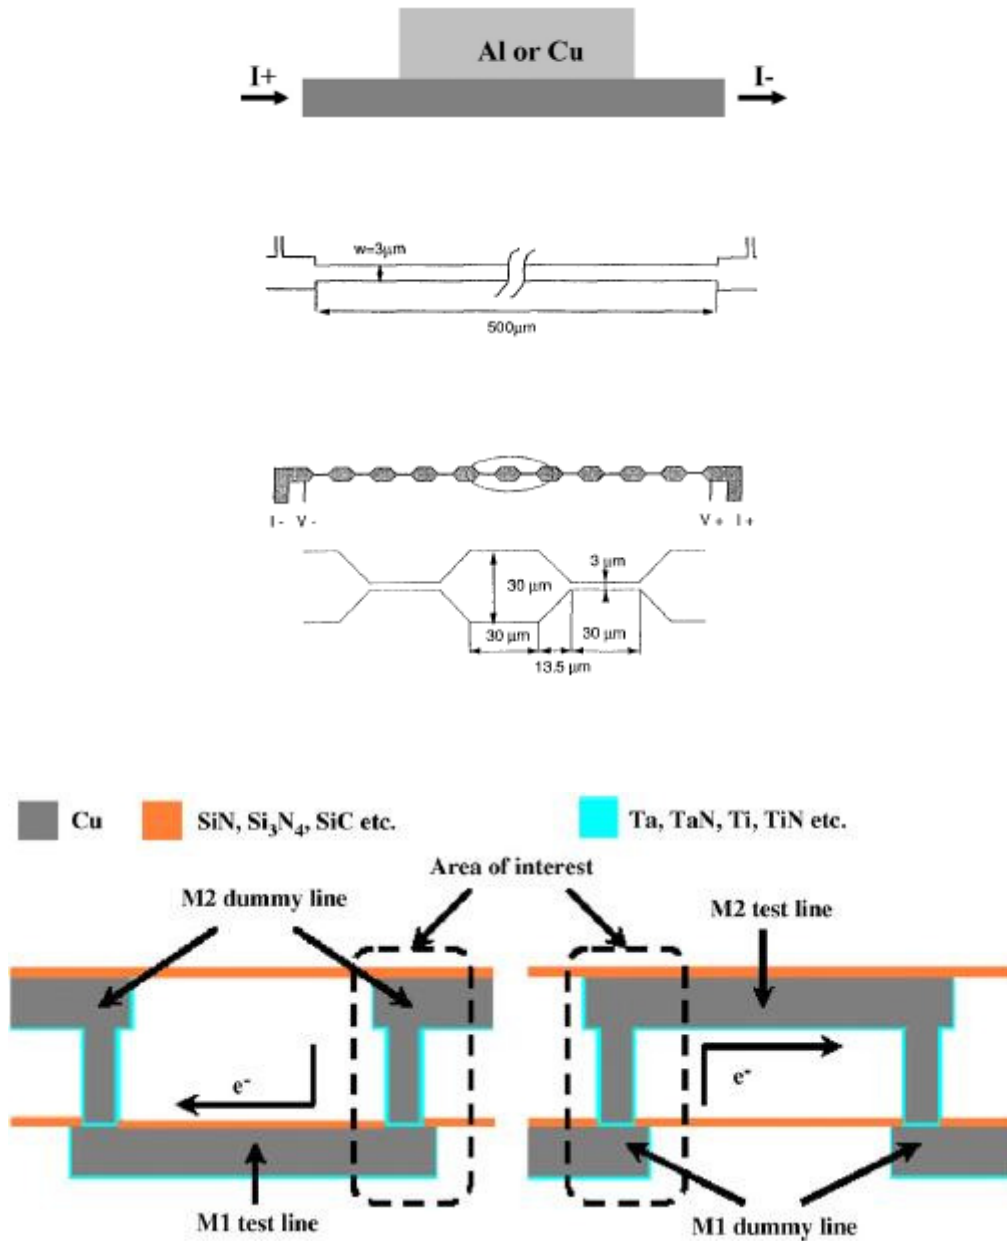 Al or Cu
I+
I-
w=3μm
500μm
I -
V -
V +
I +
3 μm
30 μm
30 μm
30 μm
13.5 μm
Cu
SiN, Si₃N₄, SiC etc.
Ta, TaN, Ti, TiN etc.
Area of interest
M2 dummy line
M2 test line
e⁻
e⁻
M1 test line
M1 dummy line